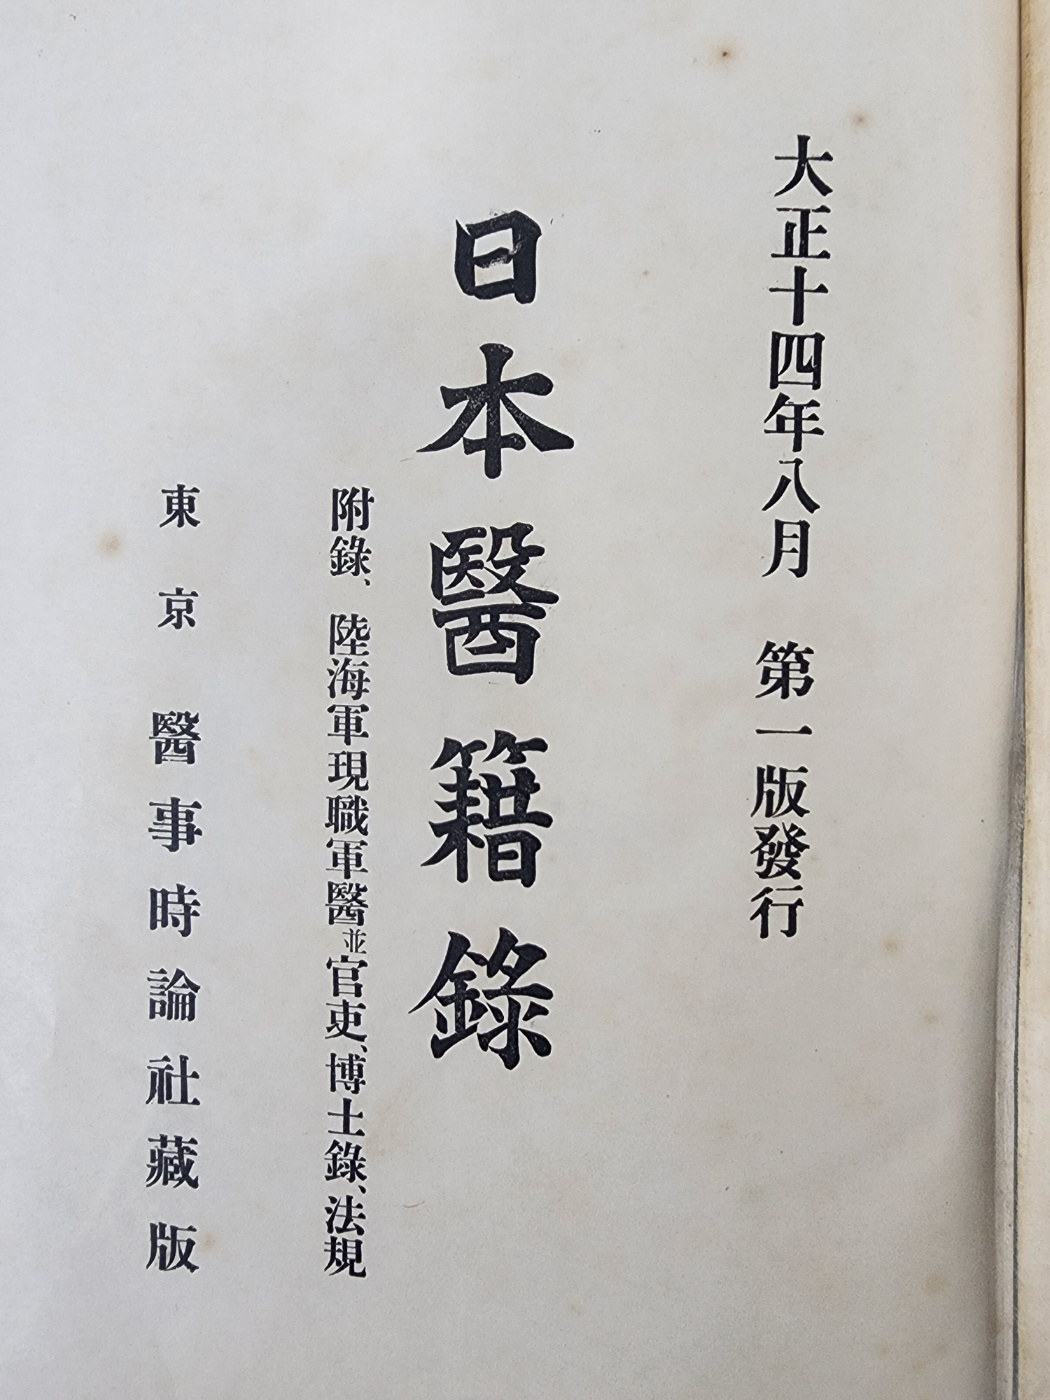 大正十四年八月　第一版發行
日本醫籍錄
附錄、陸海軍現職軍醫並官吏、博士錄、法規
東京　醫事時論社藏版